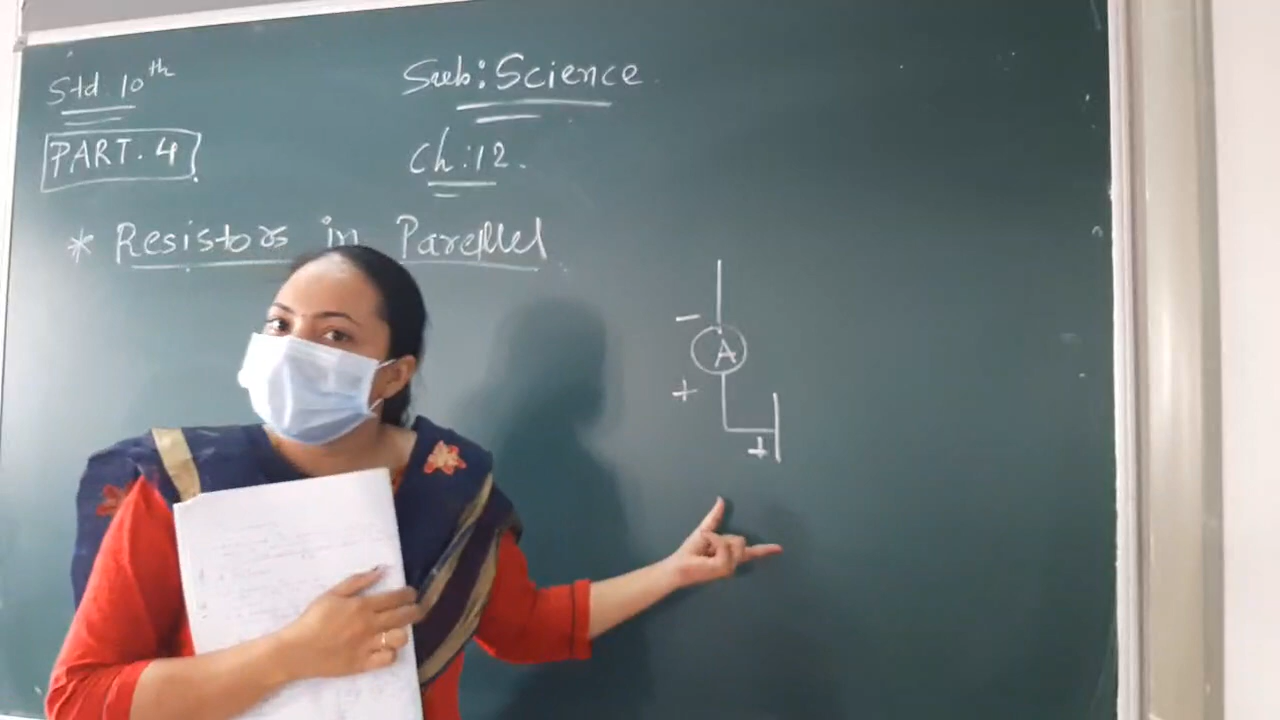 Std 10th
Sub: Science
PART. 4
Ch: 12.
* Resistors in Parellel
-
A
+
+